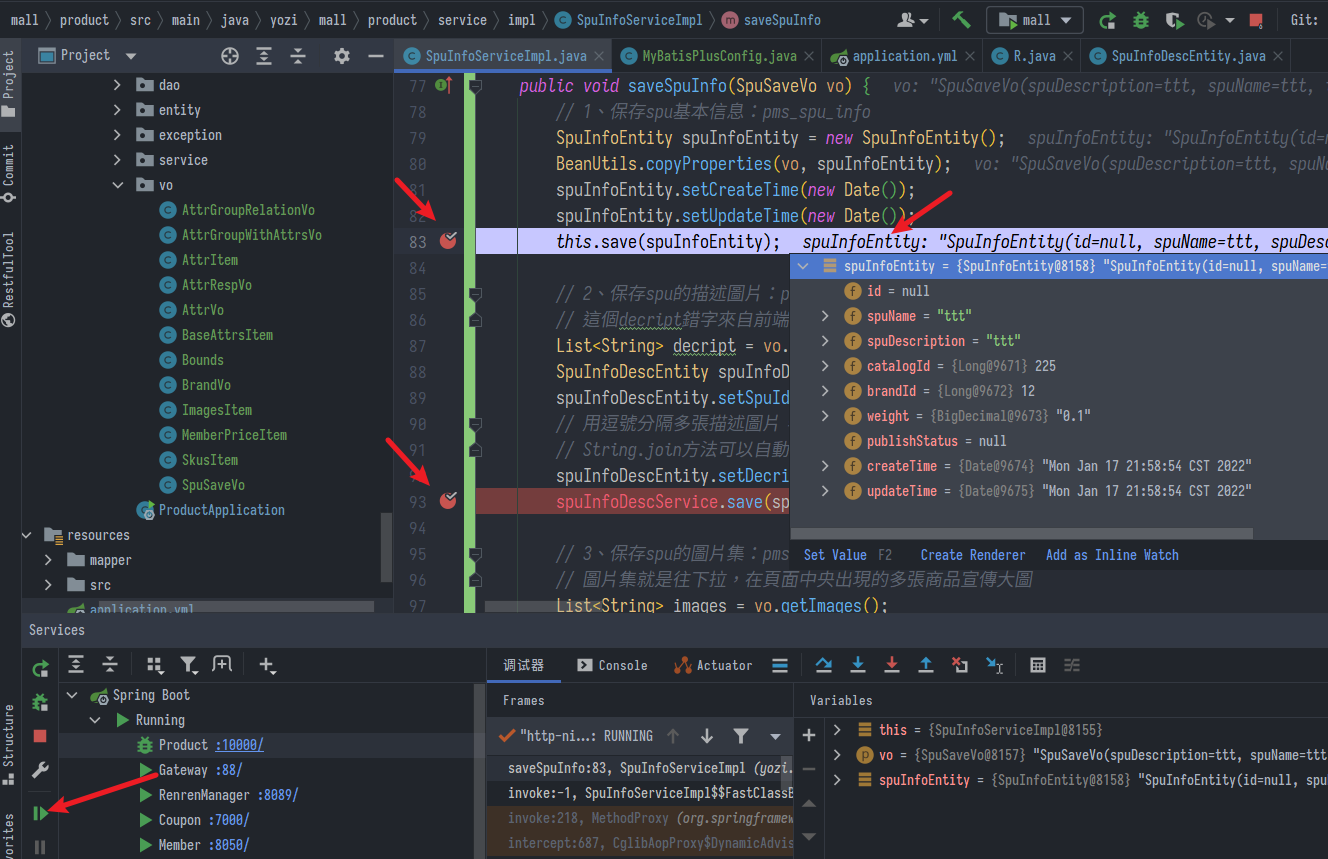 mall product src main java yozi mall product service impl SpuInfoServiceImpl saveSpuInfo mall Git:
Project
Commit
RestfulTool
Structure
Project
SpuInfoServiceImpl.java MyBatisPlusConfig.java application.yml R.java SpuInfoDescEntity.java
dao
entity
exception
service
vo
AttrGroupRelationVo
AttrGroupWithAttrsVo
AttrItem
AttrRespVo
AttrVo
BaseAttrsItem
Bounds
BrandVo
ImagesItem
MemberPriceItem
SkusItem
SpuSaveVo
ProductApplication
resources
mapper
src
application.yml
77 public void saveSpuInfo(SpuSaveVo vo) { vo: "SpuSaveVo(spuDescription=ttt, spuName=ttt,
78 // 1、保存spu基本信息：pms_spu_info
79 SpuInfoEntity spuInfoEntity = new SpuInfoEntity(); spuInfoEntity: "SpuInfoEntity(id=
80 BeanUtils.copyProperties(vo, spuInfoEntity); vo: "SpuSaveVo(spuDescription=ttt,
81 spuInfoEntity.setCreateTime(new Date());
82 spuInfoEntity.setUpdateTime(new Date());
83 this.save(spuInfoEntity); spuInfoEntity: "SpuInfoEntity(id=null, spuName=ttt,
84
85 // 2、保存spu的描述圖片：p
86 // 這個decript錯字來自前端
87 List<String> decript = vo.
88 SpuInfoDescEntity spuInfoD
89 spuInfoDescEntity.setSpuId
90 // 用逗號分隔多張描述圖片
91 // String.join方法可以自動
spuInfoDescEntity.setDecri
93 spuInfoDescService.save(sp
94
95 // 3、保存spu的圖片集：pms
96 // 圖片集就是往下拉，在頁面中央出現的多張商品宣傳大圖
97 List<String> images = vo.getImages();
spuInfoEntity = {SpuInfoEntity@8158} "SpuInfoEntity(id=null, spuName=
id = null
spuName = "ttt"
spuDescription = "ttt"
catalogId = {Long@9671} 225
brandId = {Long@9672} 12
weight = {BigDecimal@9673} "0.1"
publishStatus = null
createTime = {Date@9674} "Mon Jan 17 21:58:54 CST 2022"
updateTime = {Date@9675} "Mon Jan 17 21:58:54 CST 2022"
Set Value F2 Create Renderer Add as Inline Watch
Services
调试器 Console Actuator
Spring Boot
Running
Product :10000/
Gateway :88/
RenrenManager :8089/
Coupon :7000/
Member :8050/
Frames
"http-ni...: RUNNING
saveSpuInfo:83, SpuInfoServiceImpl (yozi.
invoke:-1, SpuInfoServiceImpl$$FastClassB
invoke:218, MethodProxy (org.springframew
intercept:687, CglibAopProxy$DynamicAdvis
Variables
this = {SpuInfoServiceImpl@8155}
vo = {SpuSaveVo@8157} "SpuSaveVo(spuDescription=ttt, spuName=ttt
spuInfoEntity = {SpuInfoEntity@8158} "SpuInfoEntity(id=null, spu